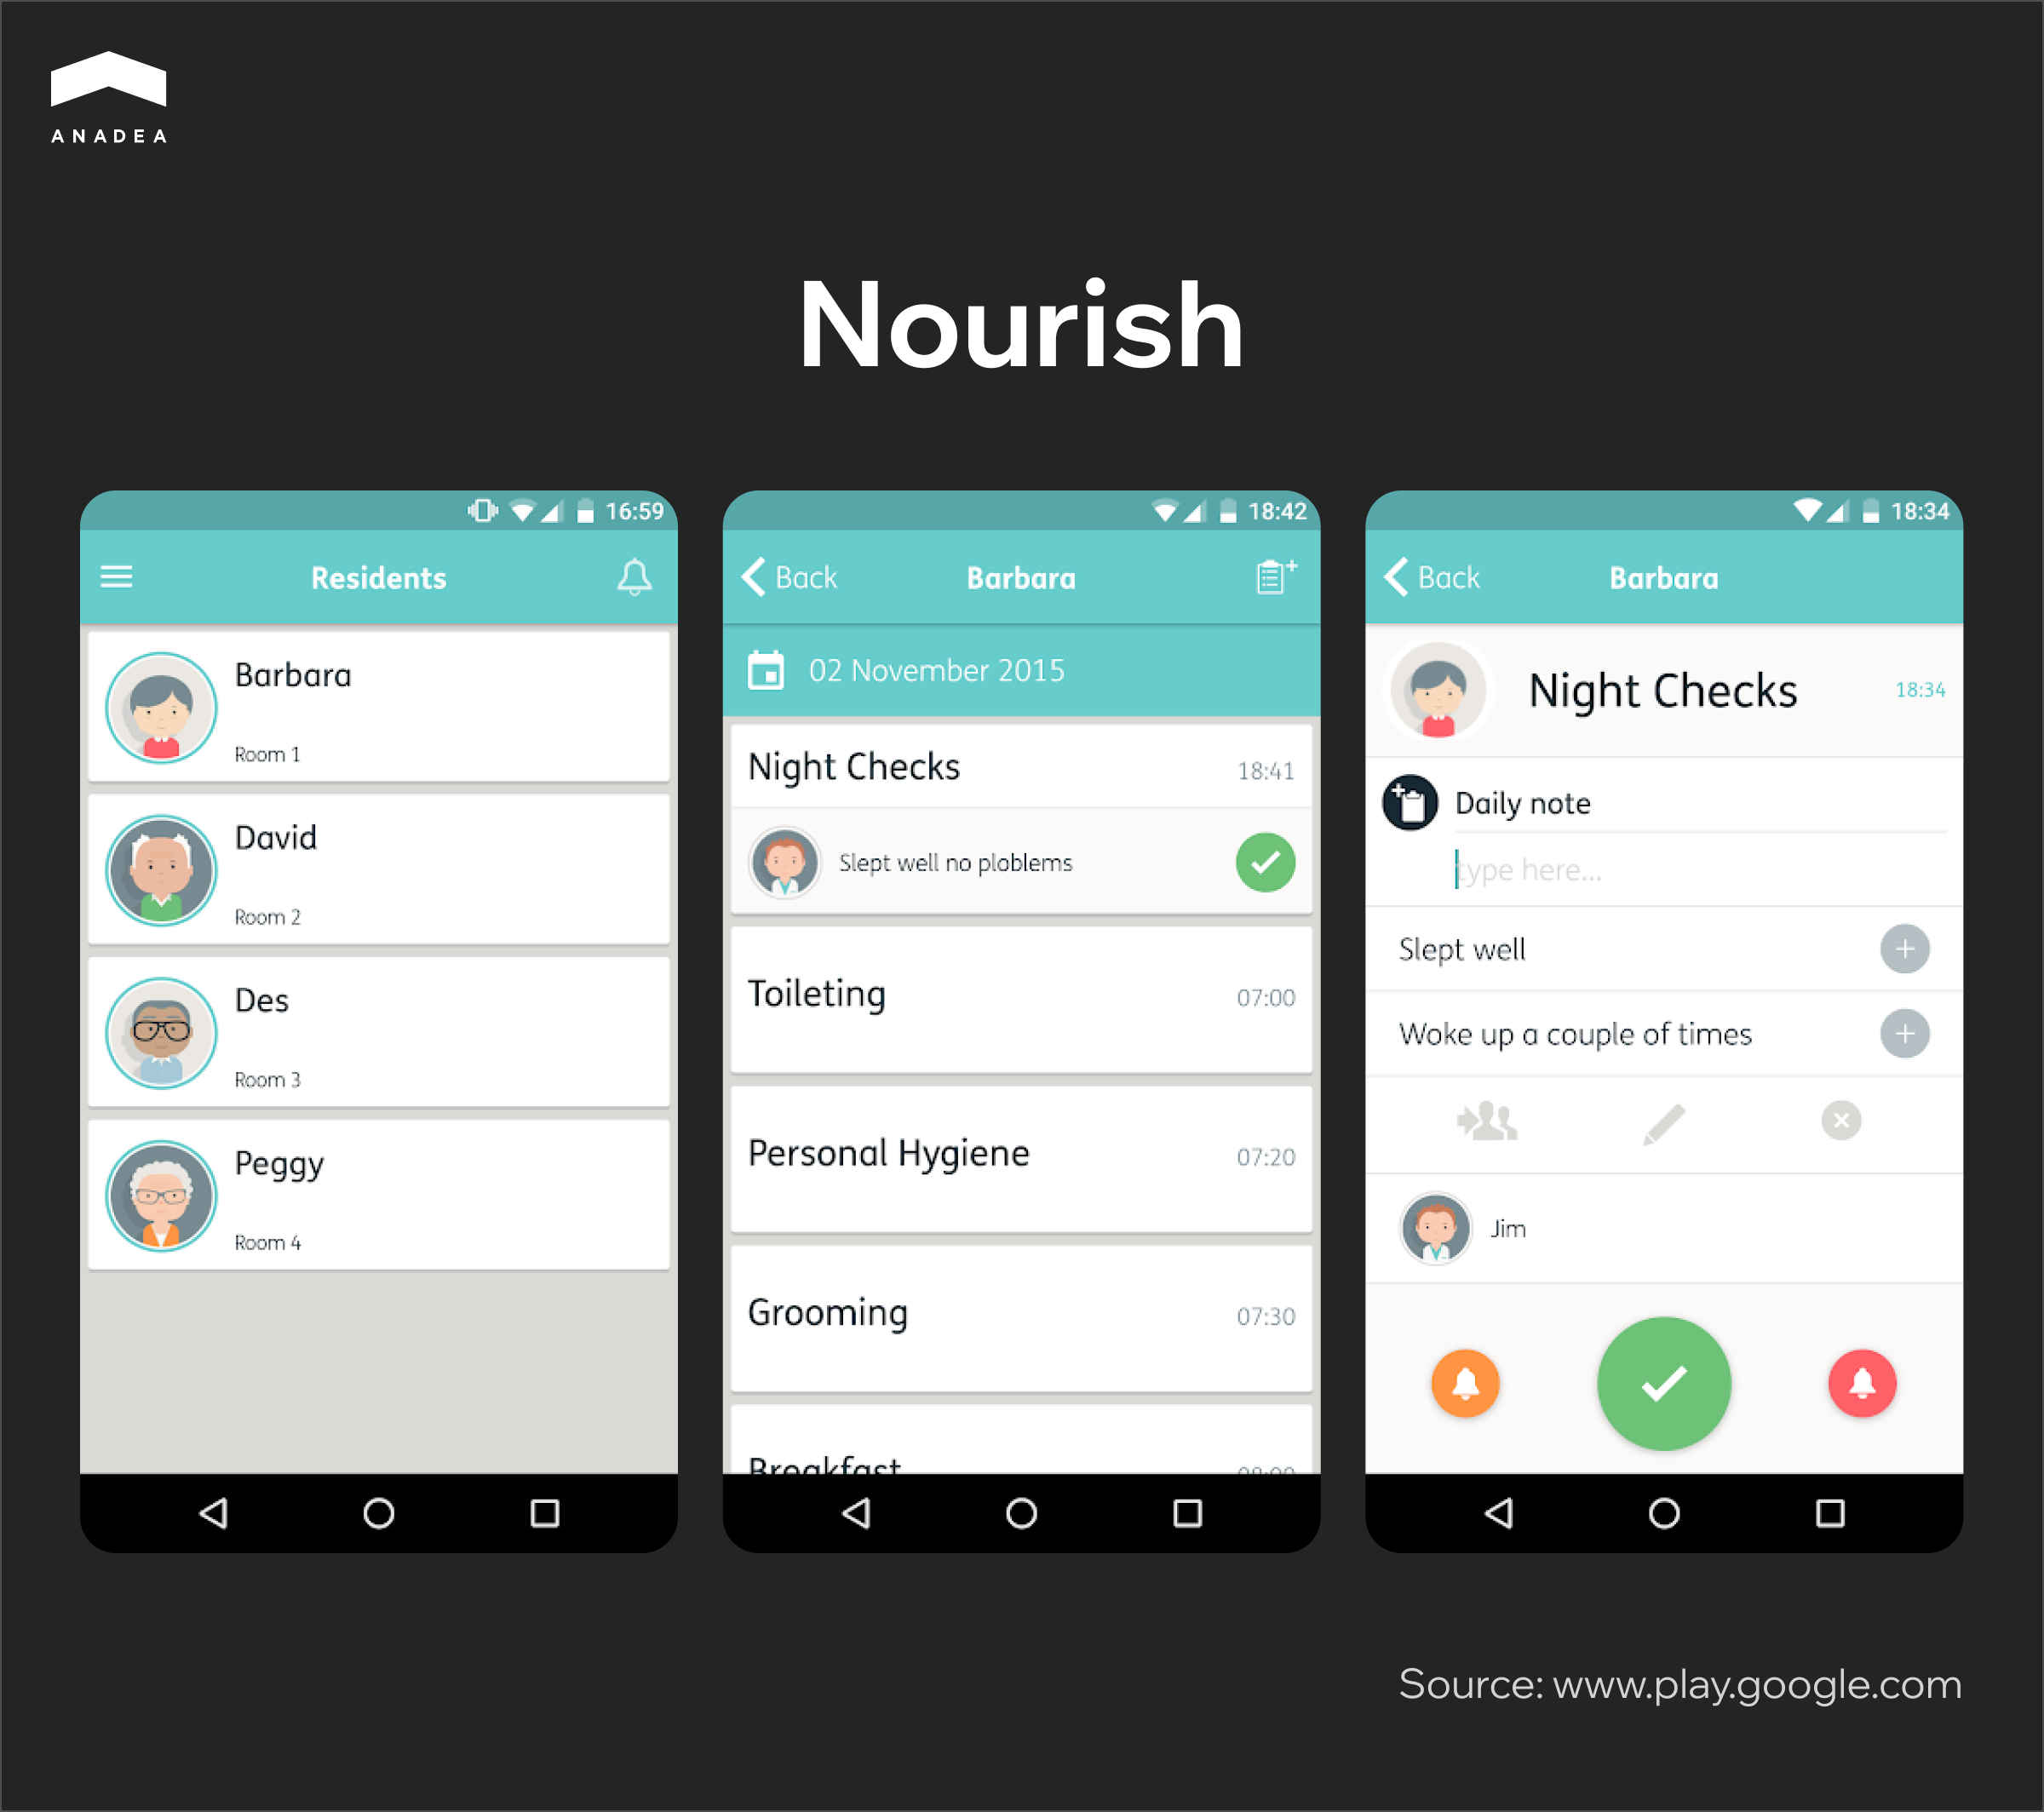 ANADEA
Nourish
16:59
Residents
Barbara
Room 1
David
Room 2
Des
Room 3
Peggy
Room 4
18:42
Back
Barbara
02 November 2015
Night Checks
18:41
Slept well no ploblems
Toileting
07:00
Personal Hygiene
07:20
Grooming
07:30
Breakfast
08:00
18:34
Back
Barbara
Night Checks
18:34
Daily note
type here...
Slept well
Woke up a couple of times
Jim
Source: www.play.google.com